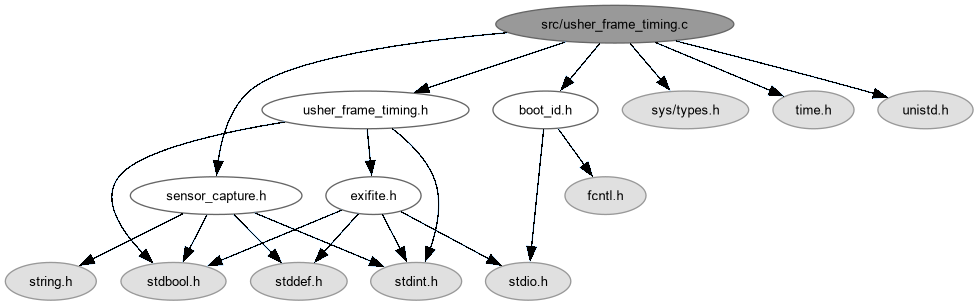 src/usher_frame_timing.c
usher_frame_timing.h
boot_id.h
sys/types.h
time.h
unistd.h
sensor_capture.h
exifite.h
fcntl.h
string.h
stdbool.h
stddef.h
stdint.h
stdio.h